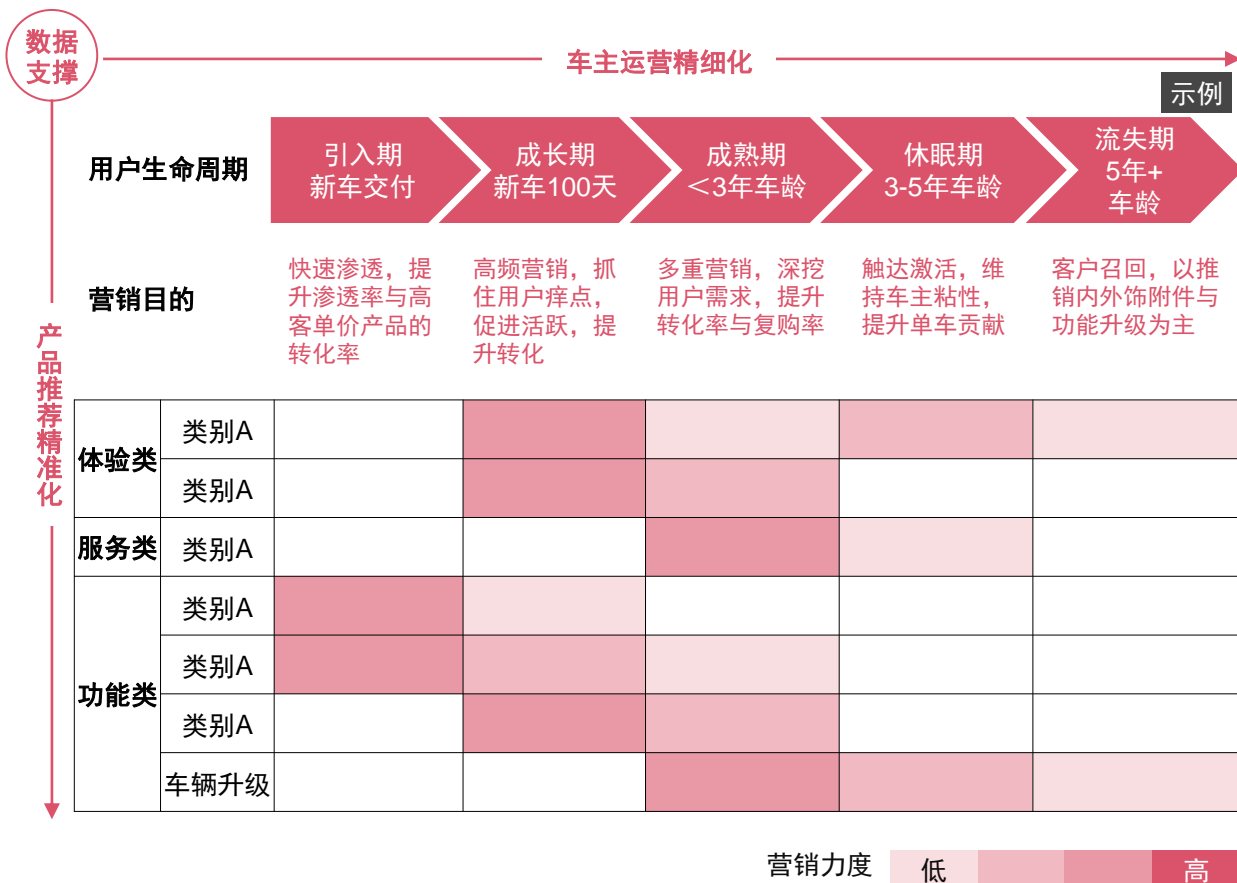 数据
支撑
车主运营精细化
示例
用户生命周期
引入期
新车交付
成长期
新车100天
成熟期
＜3年车龄
休眠期
3-5年车龄
流失期
5年+
车龄
营销目的
快速渗透，提
升渗透率与高
客单价产品的
转化率
高频营销，抓
住用户痒点，
促进活跃，提
升转化
多重营销，深挖
用户需求，提升
转化率与复购率
触达激活，维
持车主粘性，
提升单车贡献
客户召回，以推
销内外饰附件与
功能升级为主
产品推荐精准化
体验类
类别A
类别A
服务类
类别A
功能类
类别A
类别A
类别A
车辆升级
营销力度
低
高